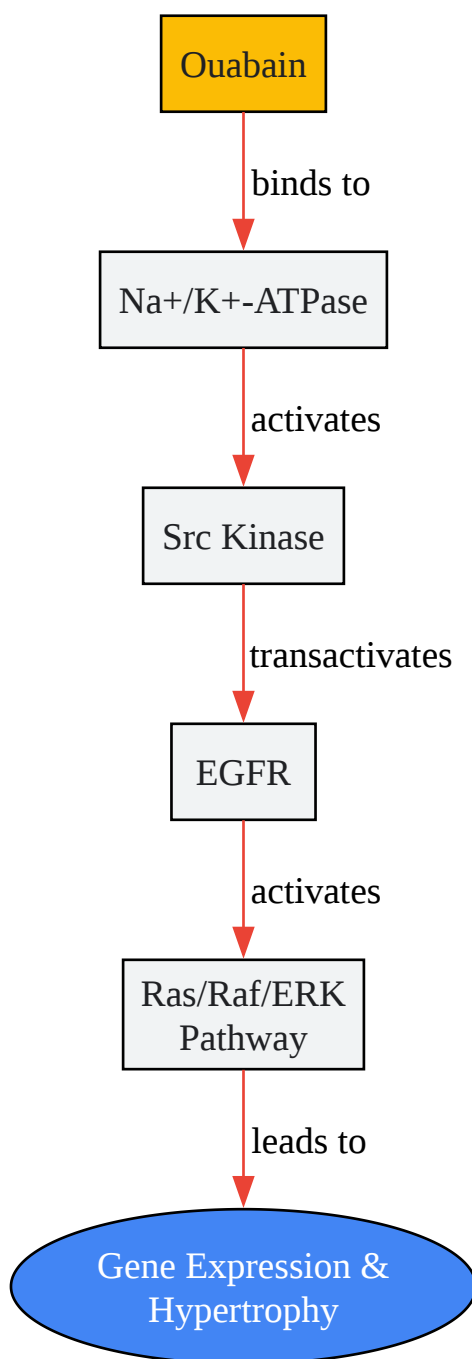 Ouabain
binds to
Na+/K+-ATPase
activates
Src Kinase
transactivates
EGFR
activates
Ras/Raf/ERK
Pathway
leads to
Gene Expression &
Hypertrophy